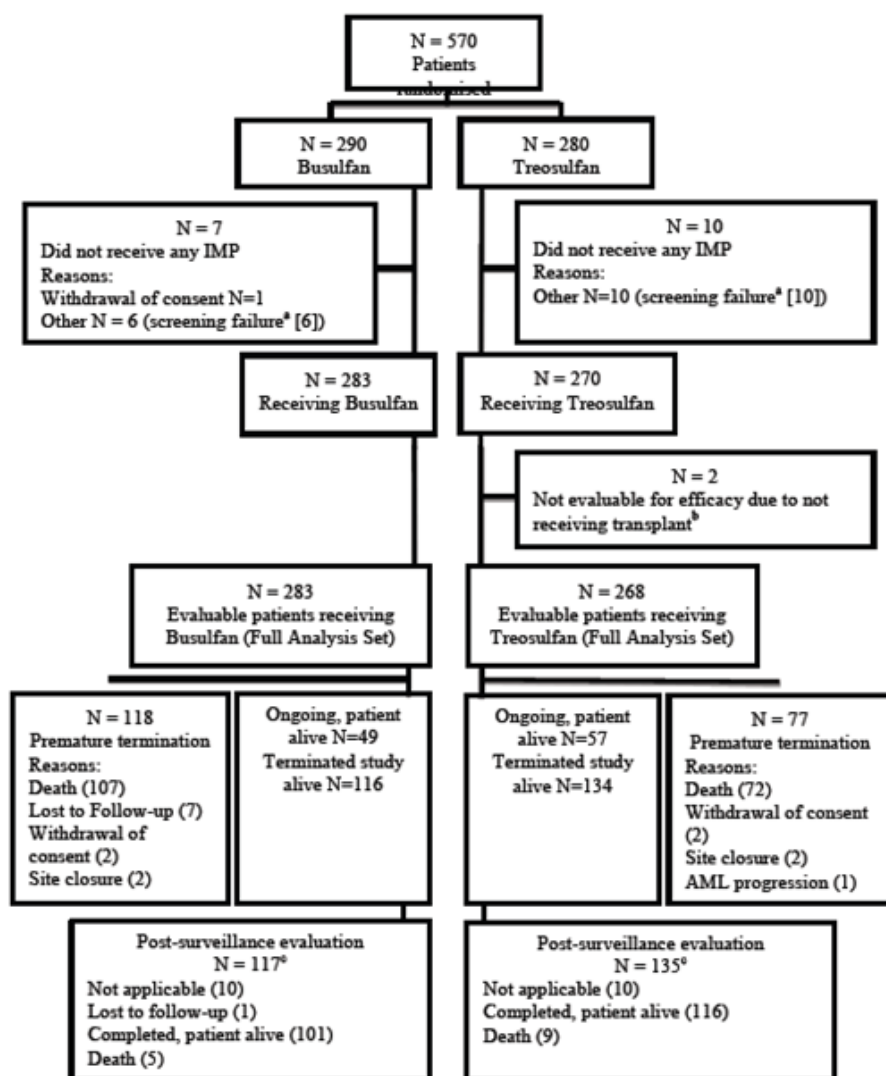 N = 570
Patients
randomised
N = 290
Busulfan
N = 280
Treosulfan
N = 7
Did not receive any IMP
Reasons:
Withdrawal of consent N=1
Other N = 6 (screening failureᵃ [6])
N = 10
Did not receive any IMP
Reasons:
Other N=10 (screening failureᵃ [10])
N = 283
Receiving Busulfan
N = 270
Receiving Treosulfan
N = 2
Not evaluable for efficacy due to not
receiving transplantᵇ
N = 283
Evaluable patients receiving
Busulfan (Full Analysis Set)
N = 268
Evaluable patients receiving
Treosulfan (Full Analysis Set)
N = 118
Premature termination
Reasons:
Death (107)
Lost to Follow-up (7)
Withdrawal of
consent (2)
Site closure (2)
Ongoing, patient
alive N=49
Terminated study
alive N=116
Ongoing, patient
alive N=57
Terminated study
alive N=134
N = 77
Premature termination
Reasons:
Death (72)
Withdrawal of consent
(2)
Site closure (2)
AML progression (1)
Post-surveillance evaluation
N = 117ᶜ
Not applicable (10)
Lost to follow-up (1)
Completed, patient alive (101)
Death (5)
Post-surveillance evaluation
N = 135ᶜ
Not applicable (10)
Completed, patient alive (116)
Death (9)